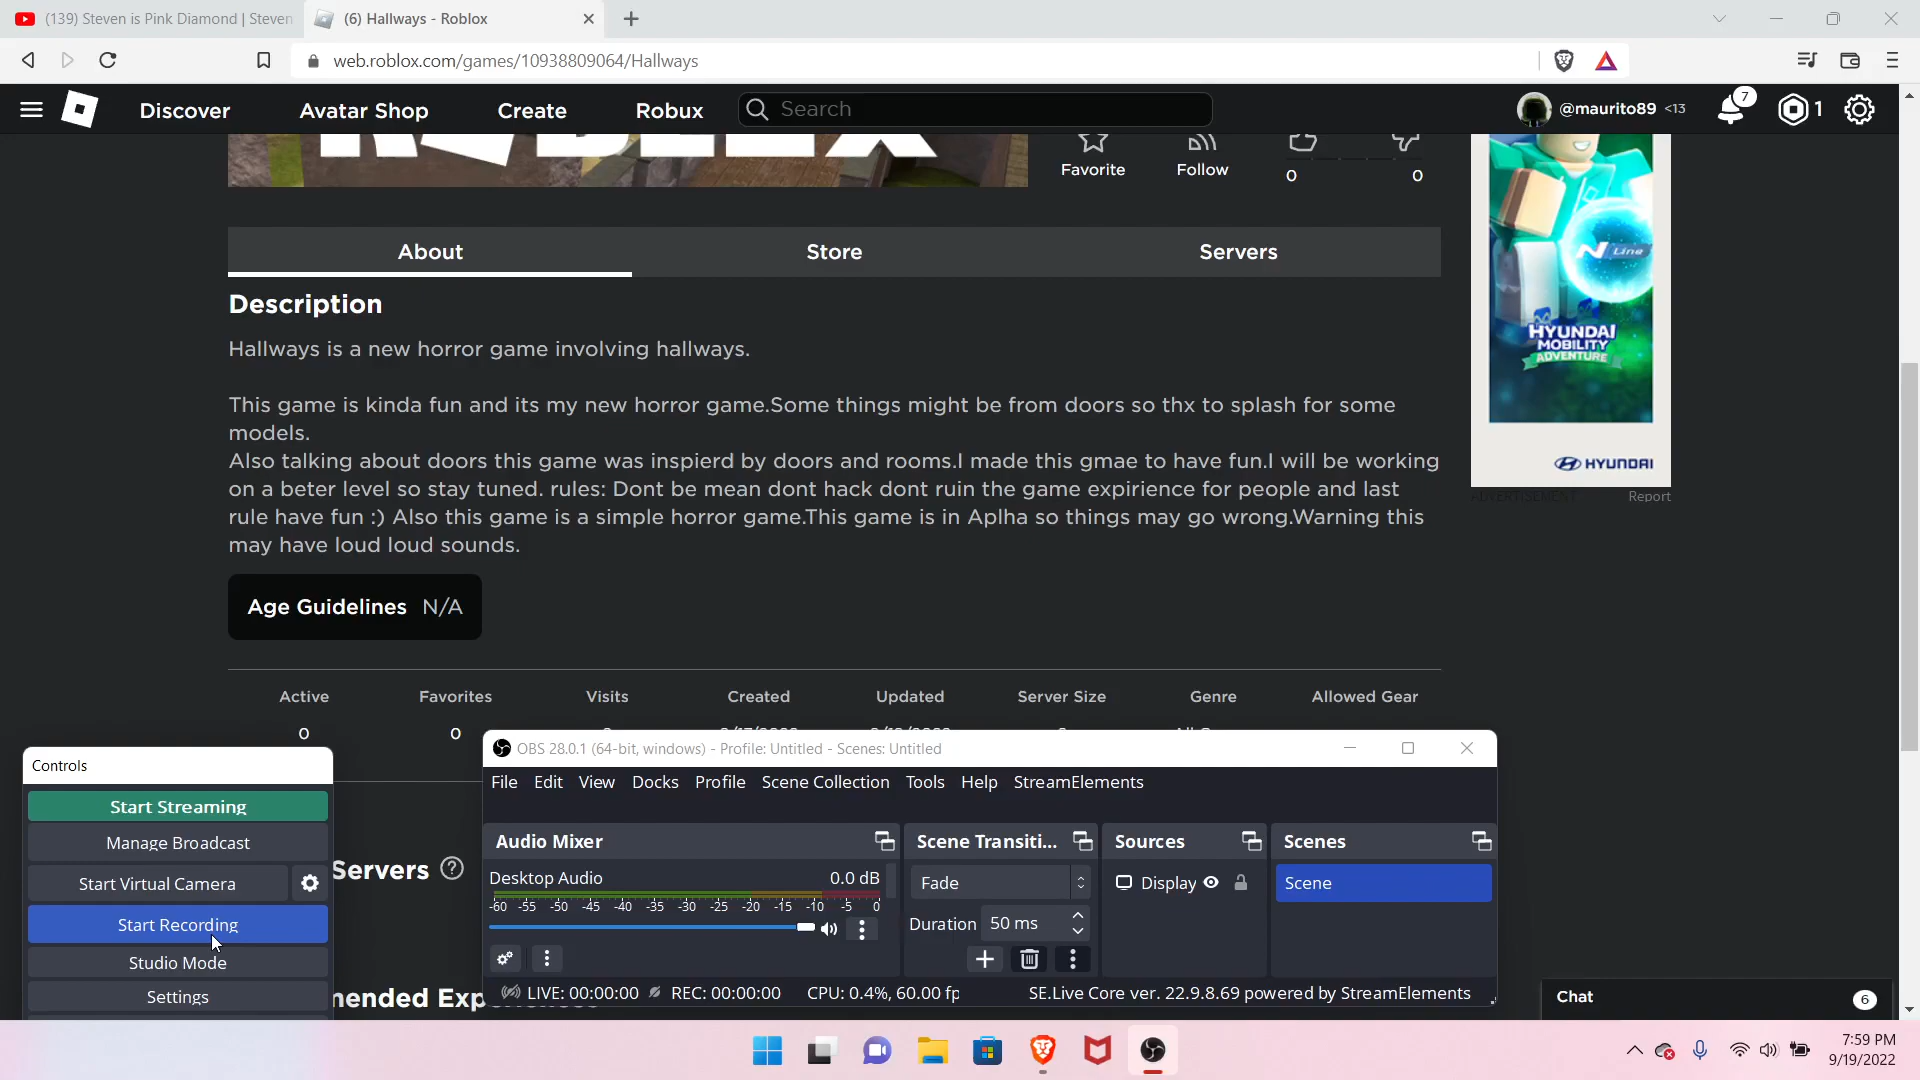 (139) Steven is Pink Diamond | Steven
(6) Hallways - Roblox
web.roblox.com/games/10938809064/Hallways
Discover
Avatar Shop
Create
Robux
Search
@maurito89 <13
7
1
Favorite
Follow
0
0
About
Store
Servers
Description
Hallways is a new horror game involving hallways.
This game is kinda fun and its my new horror game.Some things might be from doors so thx to splash for some
models.
Also talking about doors this game was inspierd by doors and rooms.I made this gmae to have fun.I will be working
on a beter level so stay tuned. rules: Dont be mean dont hack dont ruin the game expirience for people and last
rule have fun :) Also this game is a simple horror game.This game is in Aplha so things may go wrong.Warning this
may have loud loud sounds.
N Line
HYUNDAI
MOBILITY
ADVENTURE
HYUNDAI
ADVERTISEMENT
Report
Age Guidelines N/A
Active
Favorites
Visits
Created
Updated
Server Size
Genre
Allowed Gear
0
0
Controls
Start Streaming
Manage Broadcast
Start Virtual Camera
Start Recording
Studio Mode
Settings
Servers
OBS 28.0.1 (64-bit, windows) - Profile: Untitled - Scenes: Untitled
File Edit View Docks Profile Scene Collection Tools Help StreamElements
Audio Mixer
Desktop Audio 0.0 dB
-60 -55 -50 -45 -40 -35 -30 -25 -20 -15 -10 -5 0
Scene Transiti...
Fade
Duration 50 ms
Sources
Display
Scenes
Scene
LIVE: 00:00:00 REC: 00:00:00 CPU: 0.4%, 60.00 fp
SE.Live Core ver. 22.9.8.69 powered by StreamElements
Chat
6
7:59 PM
9/19/2022